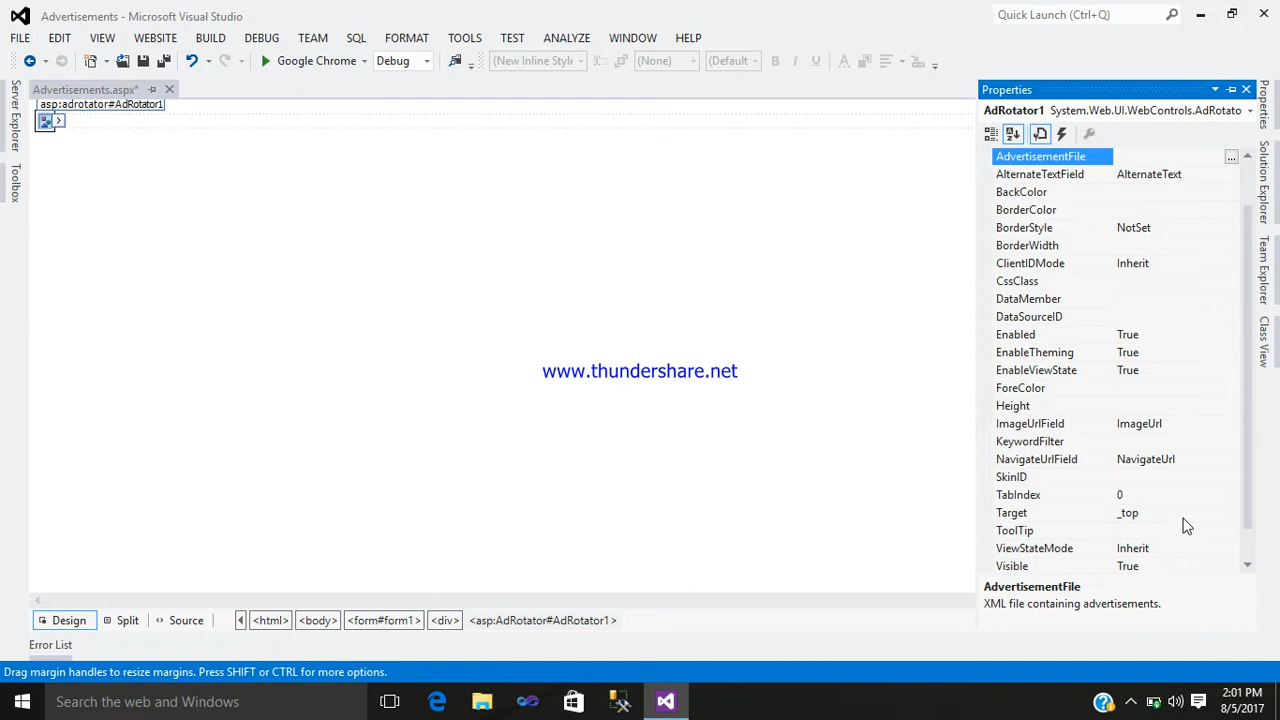 Advertisements - Microsoft Visual Studio
Quick Launch (Ctrl+Q)
FILE EDIT VIEW WEBSITE BUILD DEBUG TEAM SQL FORMAT TOOLS TEST ANALYZE WINDOW HELP
Google Chrome Debug (New Inline Style (None) (Default B I U A
Advertisements.aspx*
asp:adrotator#AdRotator1
Server Explorer
Toolbox
www.thundershare.net
Properties
AdRotator1 System.Web.UI.WebControls.AdRotato
AdvertisementFile ...
AlternateTextField AlternateText
BackColor
BorderColor
BorderStyle NotSet
BorderWidth
ClientIDMode Inherit
CssClass
DataMember
DataSourceID
Enabled True
EnableTheming True
EnableViewState True
ForeColor
Height
ImageUrlField ImageUrl
KeywordFilter
NavigateUrlField NavigateUrl
SkinID
TabIndex 0
Target _top
ToolTip
ViewStateMode Inherit
Visible True
AdvertisementFile
XML file containing advertisements.
Properties
Solution Explorer
Team Explorer
Class View
Design Split Source <html> <body> <form#form1> <div> <asp:AdRotator#AdRotator1>
Error List
Drag margin handles to resize margins. Press SHIFT or CTRL for more options.
Search the web and Windows
2:01 PM
8/5/2017